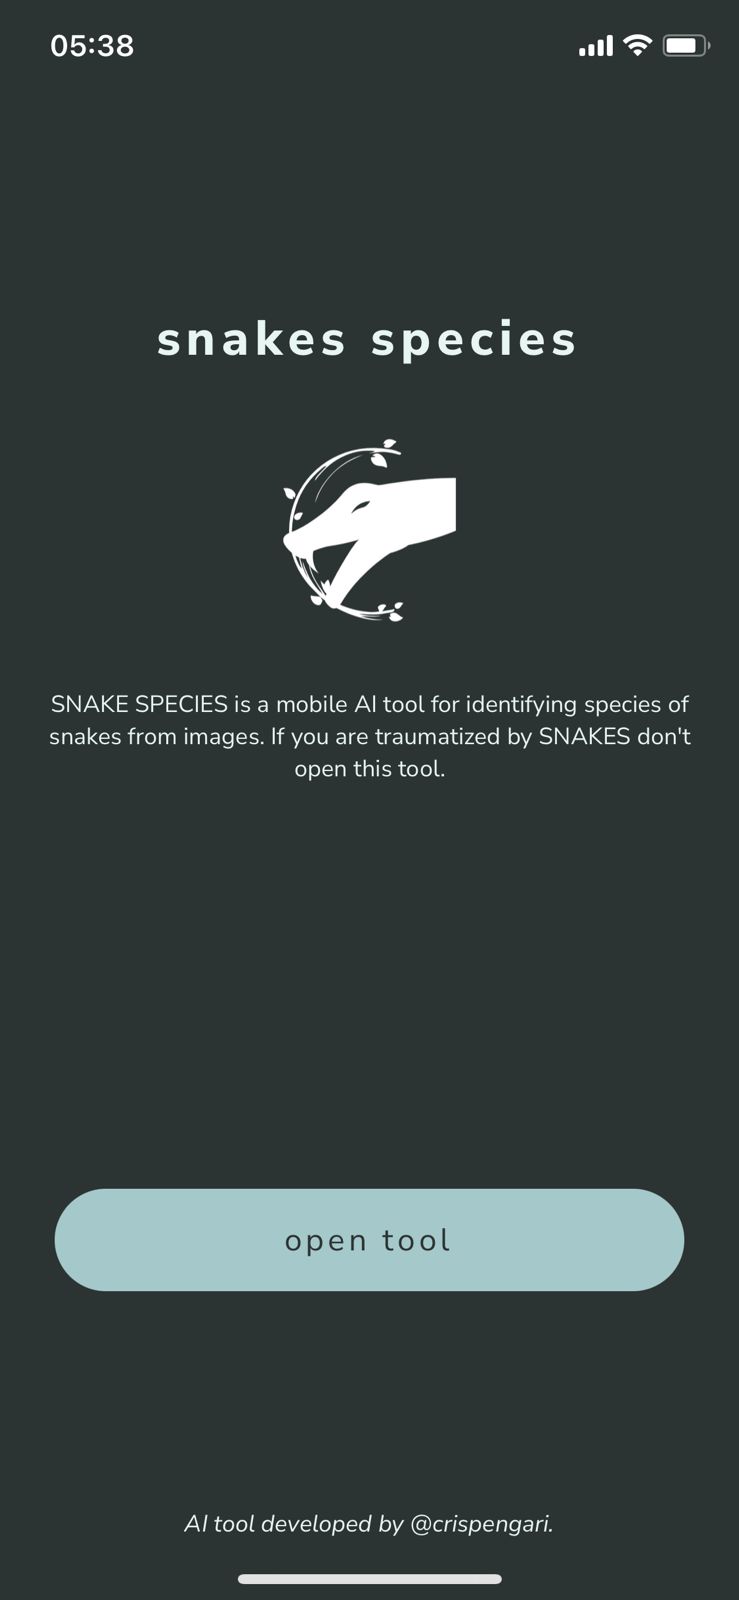 05:38
snakes species
SNAKE SPECIES is a mobile AI tool for identifying species of
snakes from images. If you are traumatized by SNAKES don't
open this tool.
open tool
AI tool developed by @crispengari.